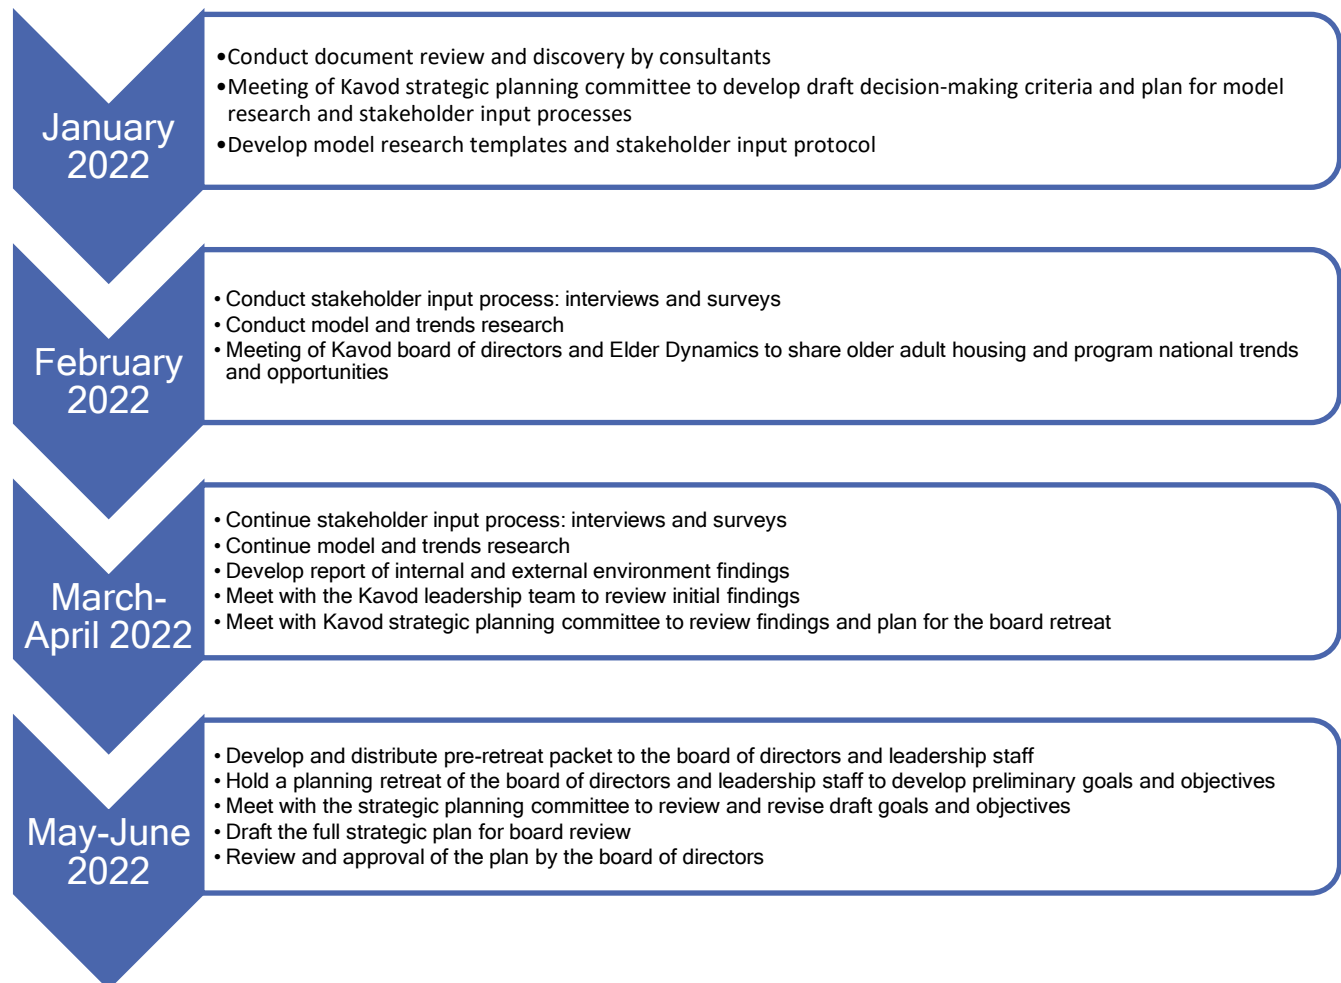 January
2022
•Conduct document review and discovery by consultants
•Meeting of Kavod strategic planning committee to develop draft decision-making criteria and plan for model
research and stakeholder input processes
•Develop model research templates and stakeholder input protocol
February
2022
• Conduct stakeholder input process: interviews and surveys
• Conduct model and trends research
• Meeting of Kavod board of directors and Elder Dynamics to share older adult housing and program national trends
and opportunities
March-
April 2022
• Continue stakeholder input process: interviews and surveys
• Continue model and trends research
• Develop report of internal and external environment findings
• Meet with the Kavod leadership team to review initial findings
• Meet with Kavod strategic planning committee to review findings and plan for the board retreat
May-June
2022
• Develop and distribute pre-retreat packet to the board of directors and leadership staff
• Hold a planning retreat of the board of directors and leadership staff to develop preliminary goals and objectives
• Meet with the strategic planning committee to review and revise draft goals and objectives
• Draft the full strategic plan for board review
• Review and approval of the plan by the board of directors